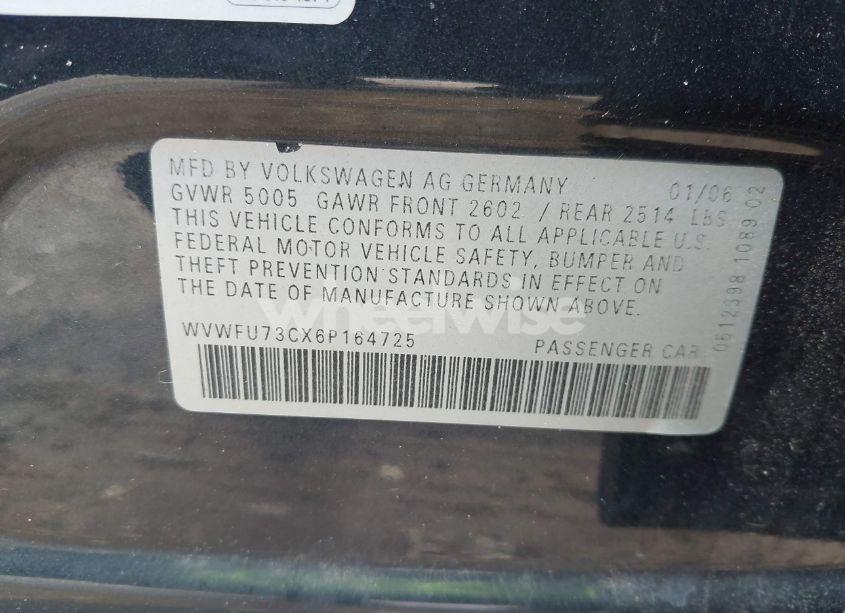 MFD BY VOLKSWAGEN AG GERMANY 01/06
GVWR 5005 GAWR FRONT 2602 / REAR 2514 LBS
THIS VEHICLE CONFORMS TO ALL APPLICABLE U.S.
FEDERAL MOTOR VEHICLE SAFETY, BUMPER AND
THEFT PREVENTION STANDARDS IN EFFECT ON
THE DATE OF MANUFACTURE SHOWN ABOVE.
WVWFU73CX6P164725 PASSENGER CAR
0512398 1089 02
wheelwise